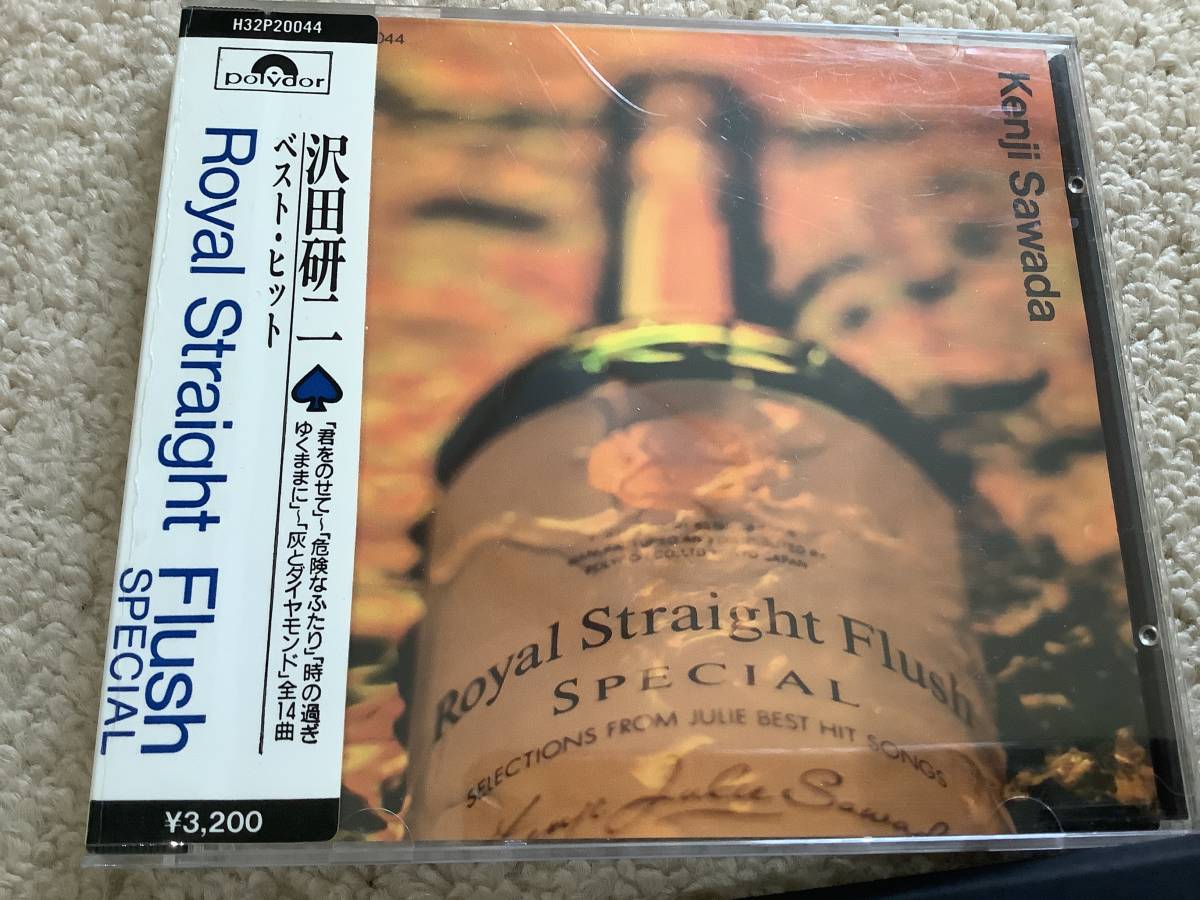 H32P20044
polydor
沢田研二
ベスト・ヒット
Royal Straight Flush
SPECIAL
「君をのせて」～「危険なふたり」「時の過ぎ
ゆくままに」～「灰とダイヤモンド」全14曲
¥3,200
044
Kenji Sawada
Royal Straight Flush
SPECIAL
SELECTIONS FROM JULIE BEST HIT SONGS
Julie Sawada